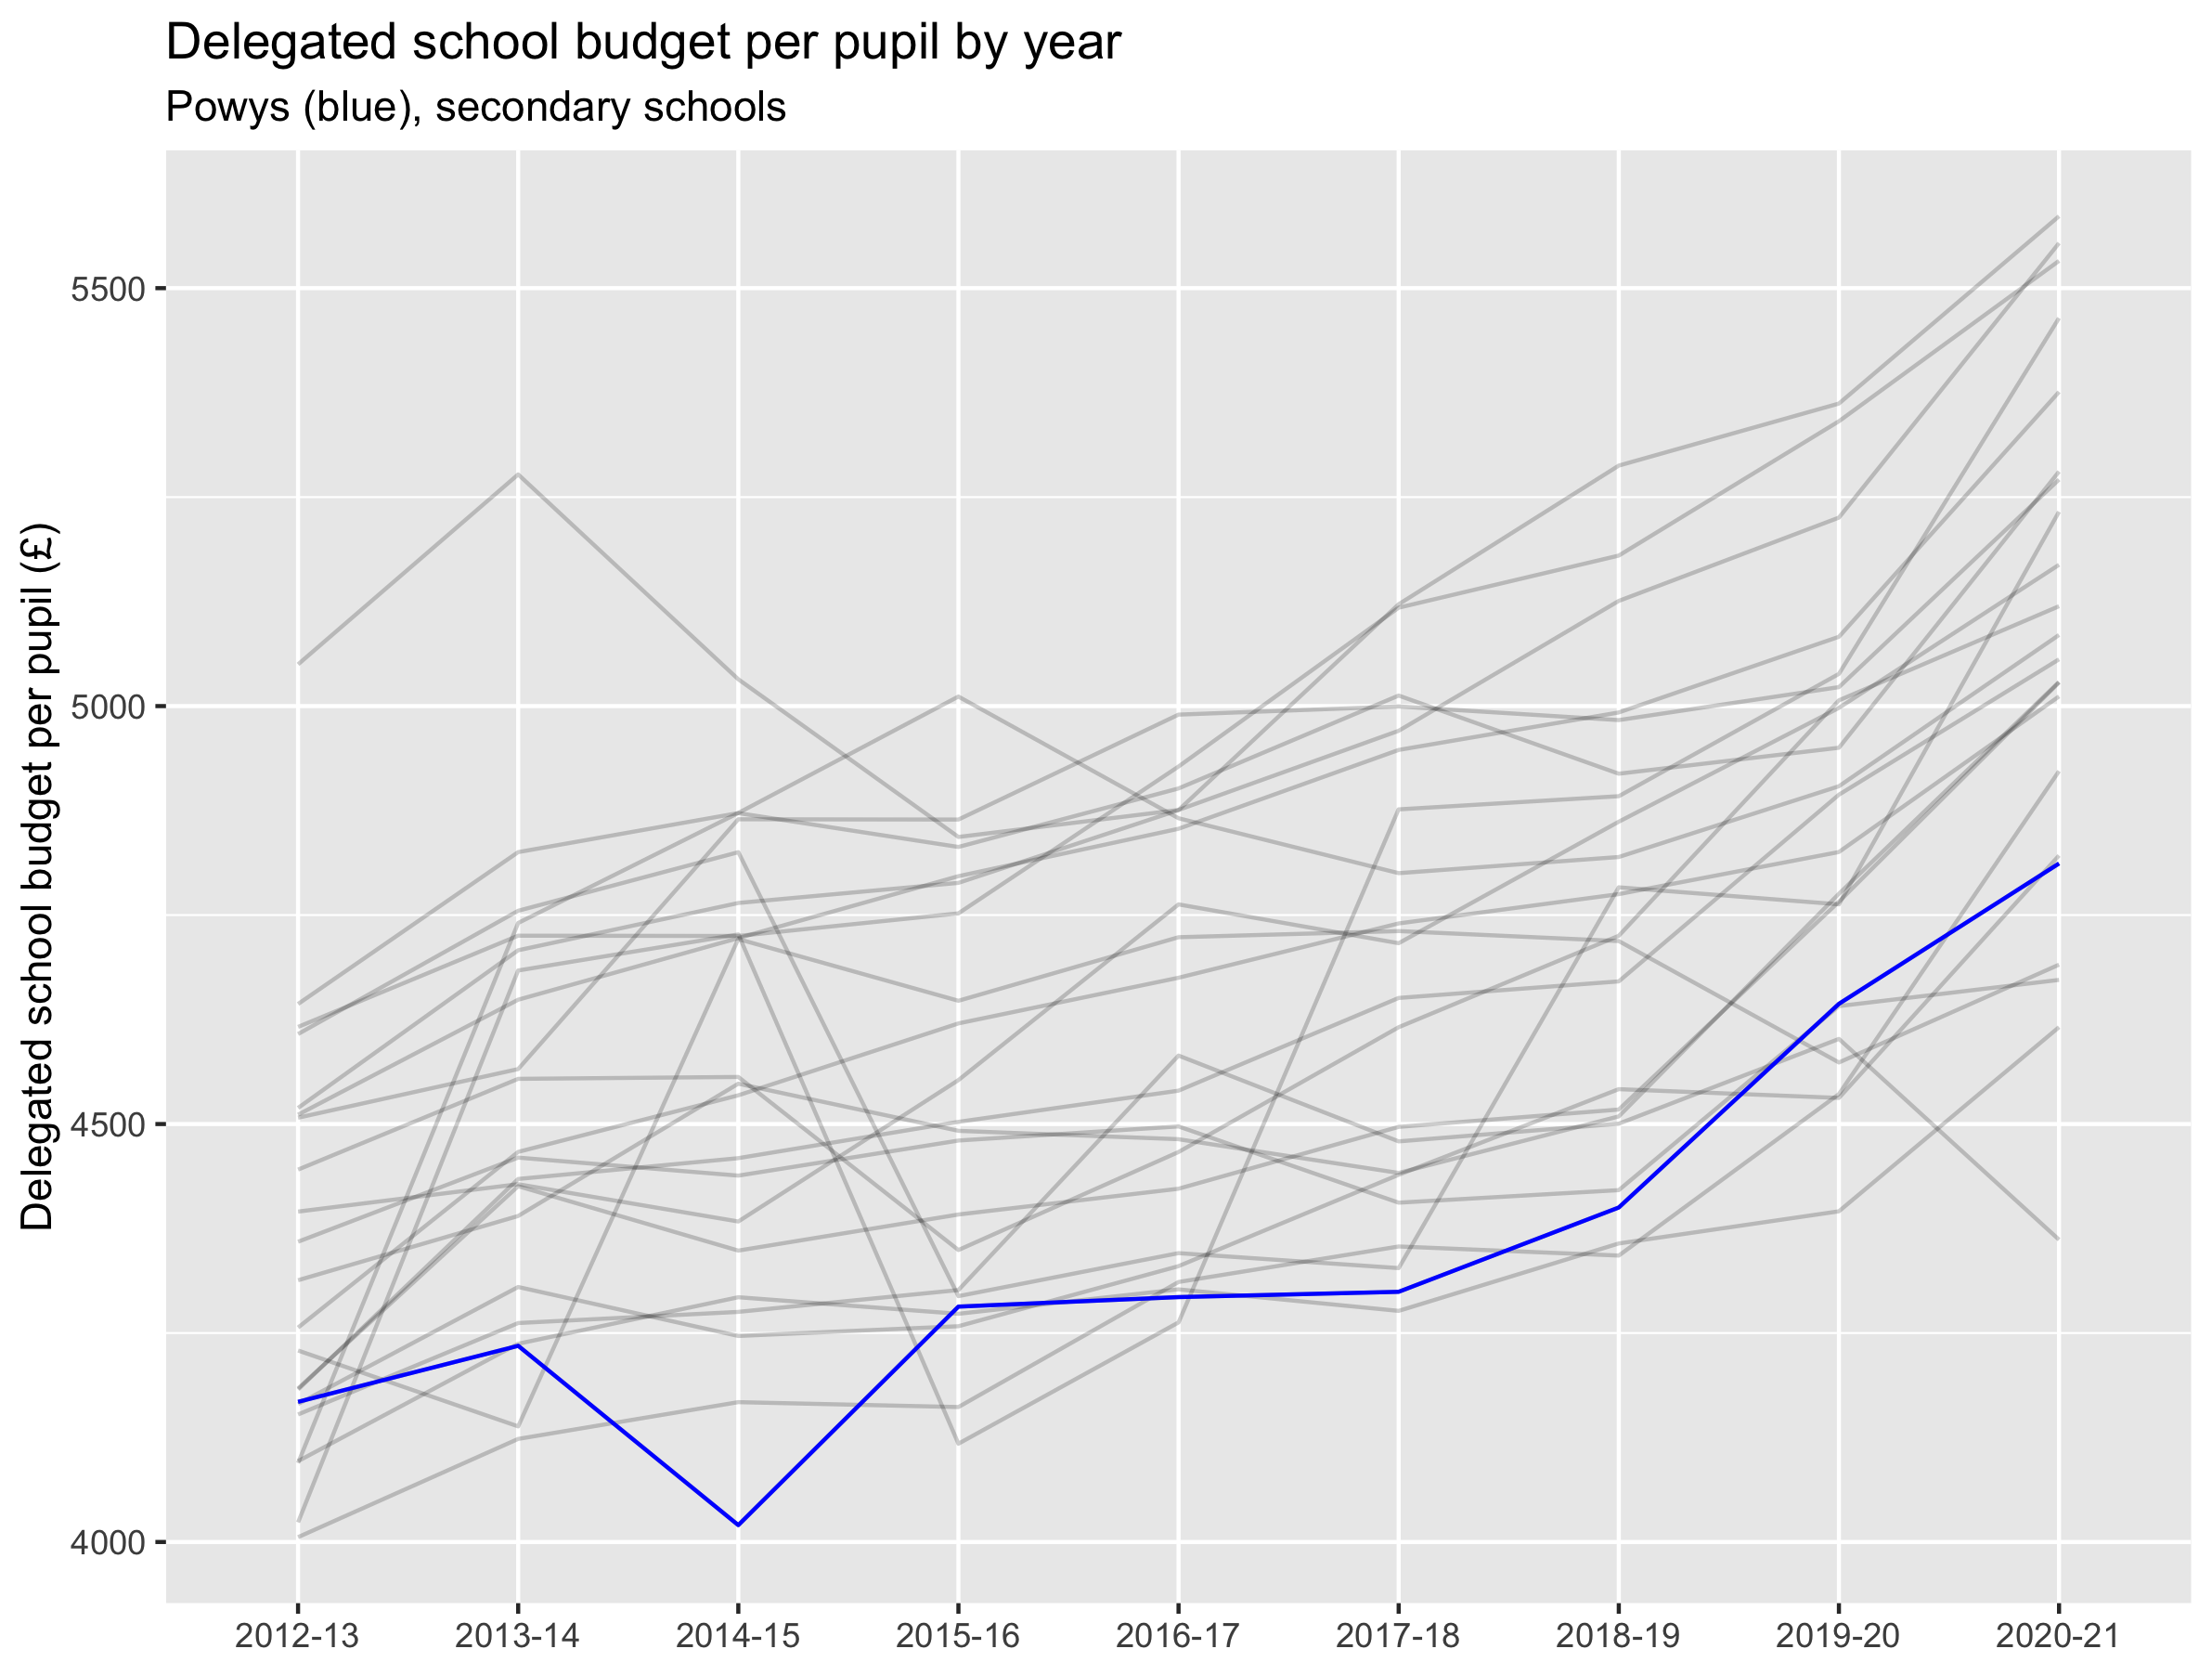 Delegated school budget per pupil by year
Powys (blue), secondary schools
Delegated school budget per pupil (£)
5500
5000
4500
4000
2012-13 2013-14 2014-15 2015-16 2016-17 2017-18 2018-19 2019-20 2020-21